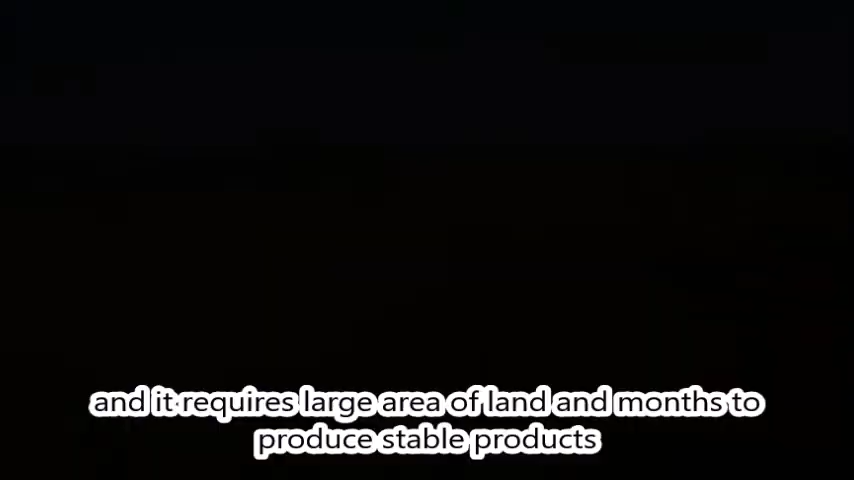 and it requires large area of land and months to
produce stable products